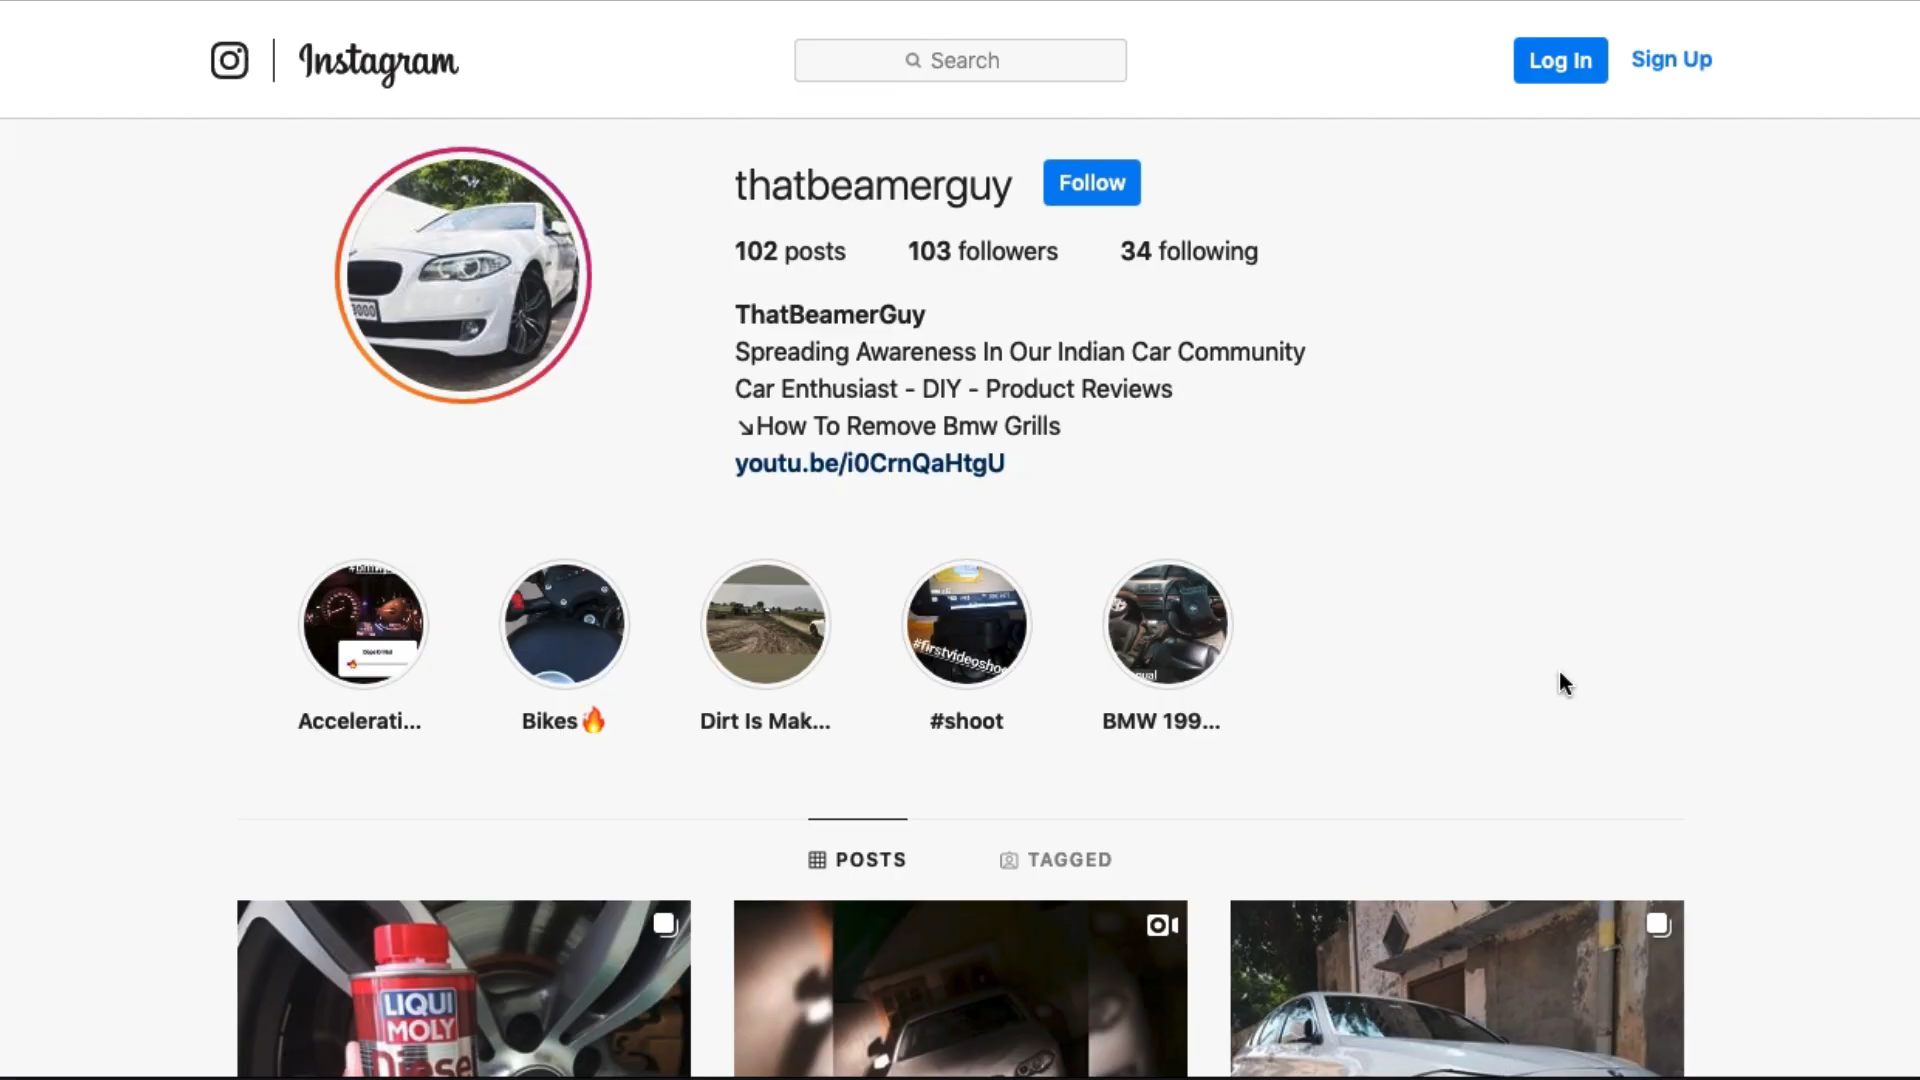 Instagram
Search
Log In
Sign Up
thatbeamerguy
Follow
102 posts
103 followers
34 following
ThatBeamerGuy
Spreading Awareness In Our Indian Car Community
Car Enthusiast - DIY - Product Reviews
↘How To Remove Bmw Grills
youtu.be/i0CrnQaHtgU
#firstvideosho
Accelerati...
Bikes🔥
Dirt Is Mak...
#shoot
BMW 199...
POSTS
TAGGED
LIQUI
MOLY
Diese